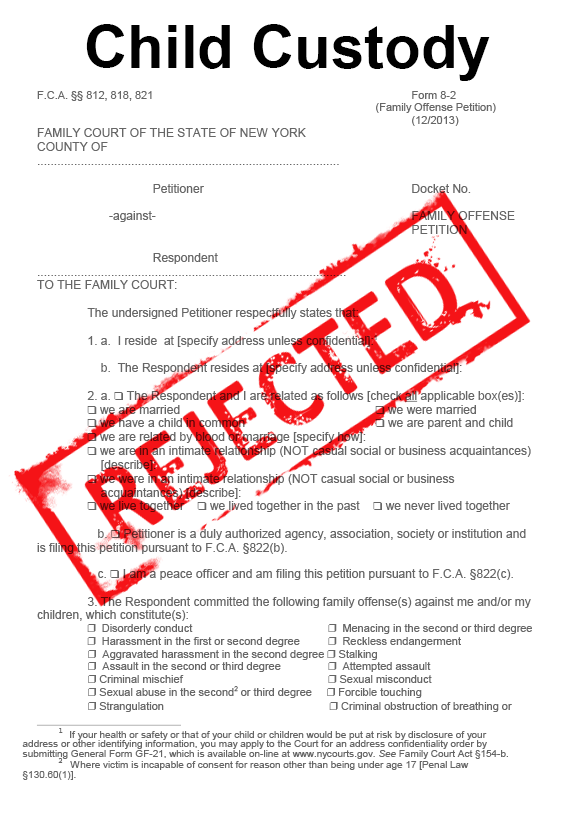 Child Custody
F.C.A. §§ 812, 818, 821 Form 8-2
(Family Offense Petition)
(12/2013)
FAMILY COURT OF THE STATE OF NEW YORK
COUNTY OF
Petitioner Docket No.
-against- FAMILY OFFENSE
PETITION
Respondent
TO THE FAMILY COURT:
The undersigned Petitioner respectfully states that:
1. a. I reside at [specify address unless confidential]:
b. The Respondent resides at [specify address unless confidential]:
2. a. ❑ The Respondent and I are related as follows [check all applicable box(es)]:
❑ we are married ❑ we were married
❑ we have a child in common ❑ we are parent and child
❑ we are related by blood or marriage [specify how]:
❑ we are in an intimate relationship (NOT casual social or business acquaintances)
[describe]:
❑ we were in an intimate relationship (NOT casual social or business
acquaintances) [describe]:
❑ we live together ❑ we lived together in the past ❑ we never lived together
b. ❑ Petitioner is a duly authorized agency, association, society or institution and
is filing this petition pursuant to F.C.A. §822(b).
c. ❑ I am a peace officer and am filing this petition pursuant to F.C.A. §822(c).
3. The Respondent committed the following family offense(s) against me and/or my
children, which constitute(s):
❒ Disorderly conduct ❒ Menacing in the second or third degree
❒ Harassment in the first or second degree ❒ Reckless endangerment
❒ Aggravated harassment in the second degree ❒ Stalking
❒ Assault in the second or third degree ❒ Attempted assault
❒ Criminal mischief ❒ Sexual misconduct
❒ Sexual abuse in the second² or third degree ❒ Forcible touching
❒ Strangulation ❒ Criminal obstruction of breathing or
¹ If your health or safety or that of your child or children would be put at risk by disclosure of your
address or other identifying information, you may apply to the Court for an address confidentiality order by
submitting General Form GF-21, which is available on-line at www.nycourts.gov. See Family Court Act §154-b.
² Where victim is incapable of consent for reason other than being under age 17 [Penal Law
§130.60(1)].
REJECTED